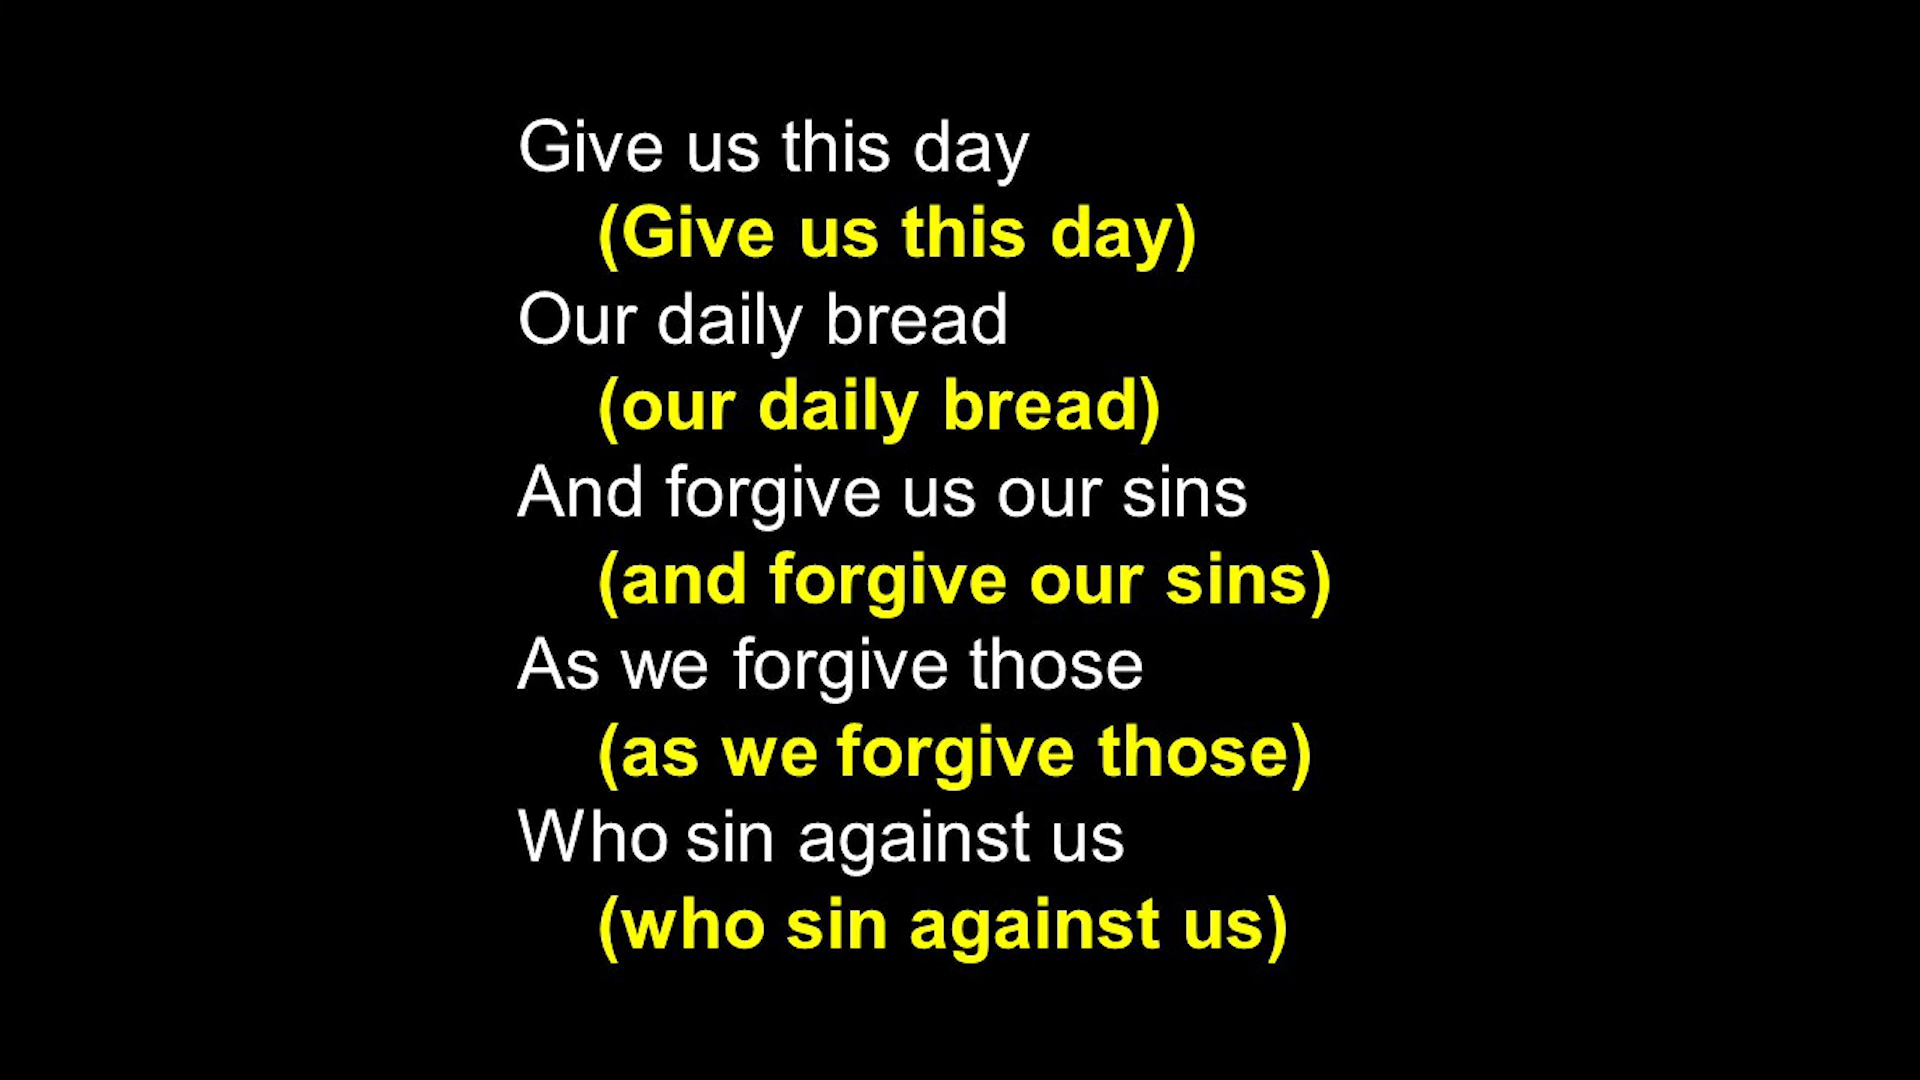 Give us this day
(Give us this day)
Our daily bread
(our daily bread)
And forgive us our sins
(and forgive our sins)
As we forgive those
(as we forgive those)
Who sin against us
(who sin against us)